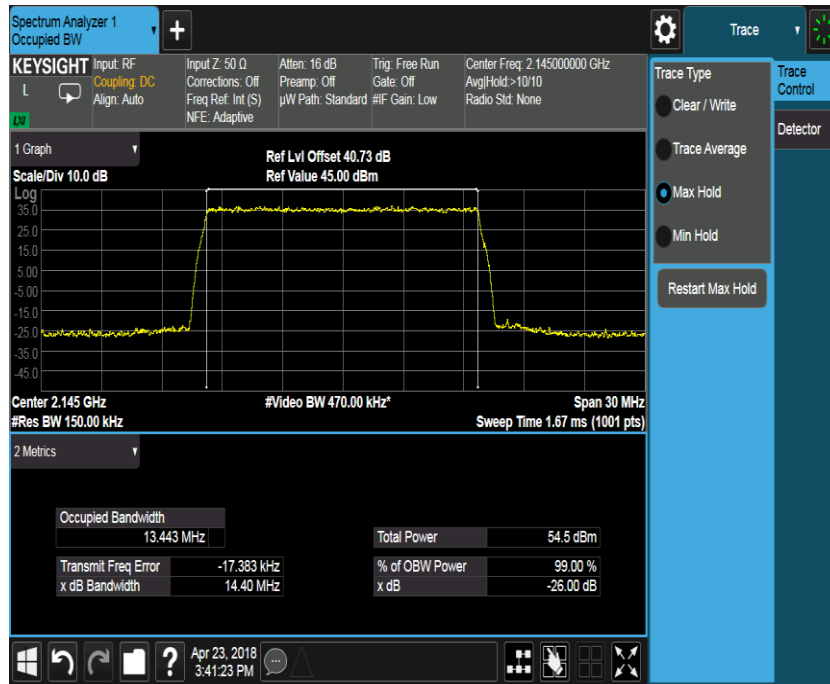 Spectrum Analyzer 1
Occupied BW
+
Trace
KEYSIGHT Input: RF Input Z: 50 Ω Atten: 16 dB Trig: Free Run Center Freq: 2.145000000 GHz
Coupling: DC Corrections: Off Preamp: Off Gate: Off Avg|Hold:>10/10
L Align: Auto Freq Ref: Int (S) µW Path: Standard #IF Gain: Low Radio Std: None
NFE: Adaptive
LXI
1 Graph
Ref Lvl Offset 40.73 dB
Scale/Div 10.0 dB Ref Value 45.00 dBm
Log
35.0
25.0
15.0
5.00
-5.00
-15.0
-25.0
-35.0
-45.0
Center 2.145 GHz #Video BW 470.00 kHz* Span 30 MHz
#Res BW 150.00 kHz Sweep Time 1.67 ms (1001 pts)
2 Metrics
Occupied Bandwidth
13.443 MHz Total Power 54.5 dBm
Transmit Freq Error -17.383 kHz % of OBW Power 99.00 %
x dB Bandwidth 14.40 MHz x dB -26.00 dB
? Apr 23, 2018
3:41:23 PM
Trace Type
Clear / Write
Trace Average
Max Hold
Min Hold
Restart Max Hold
Trace
Control
Detector